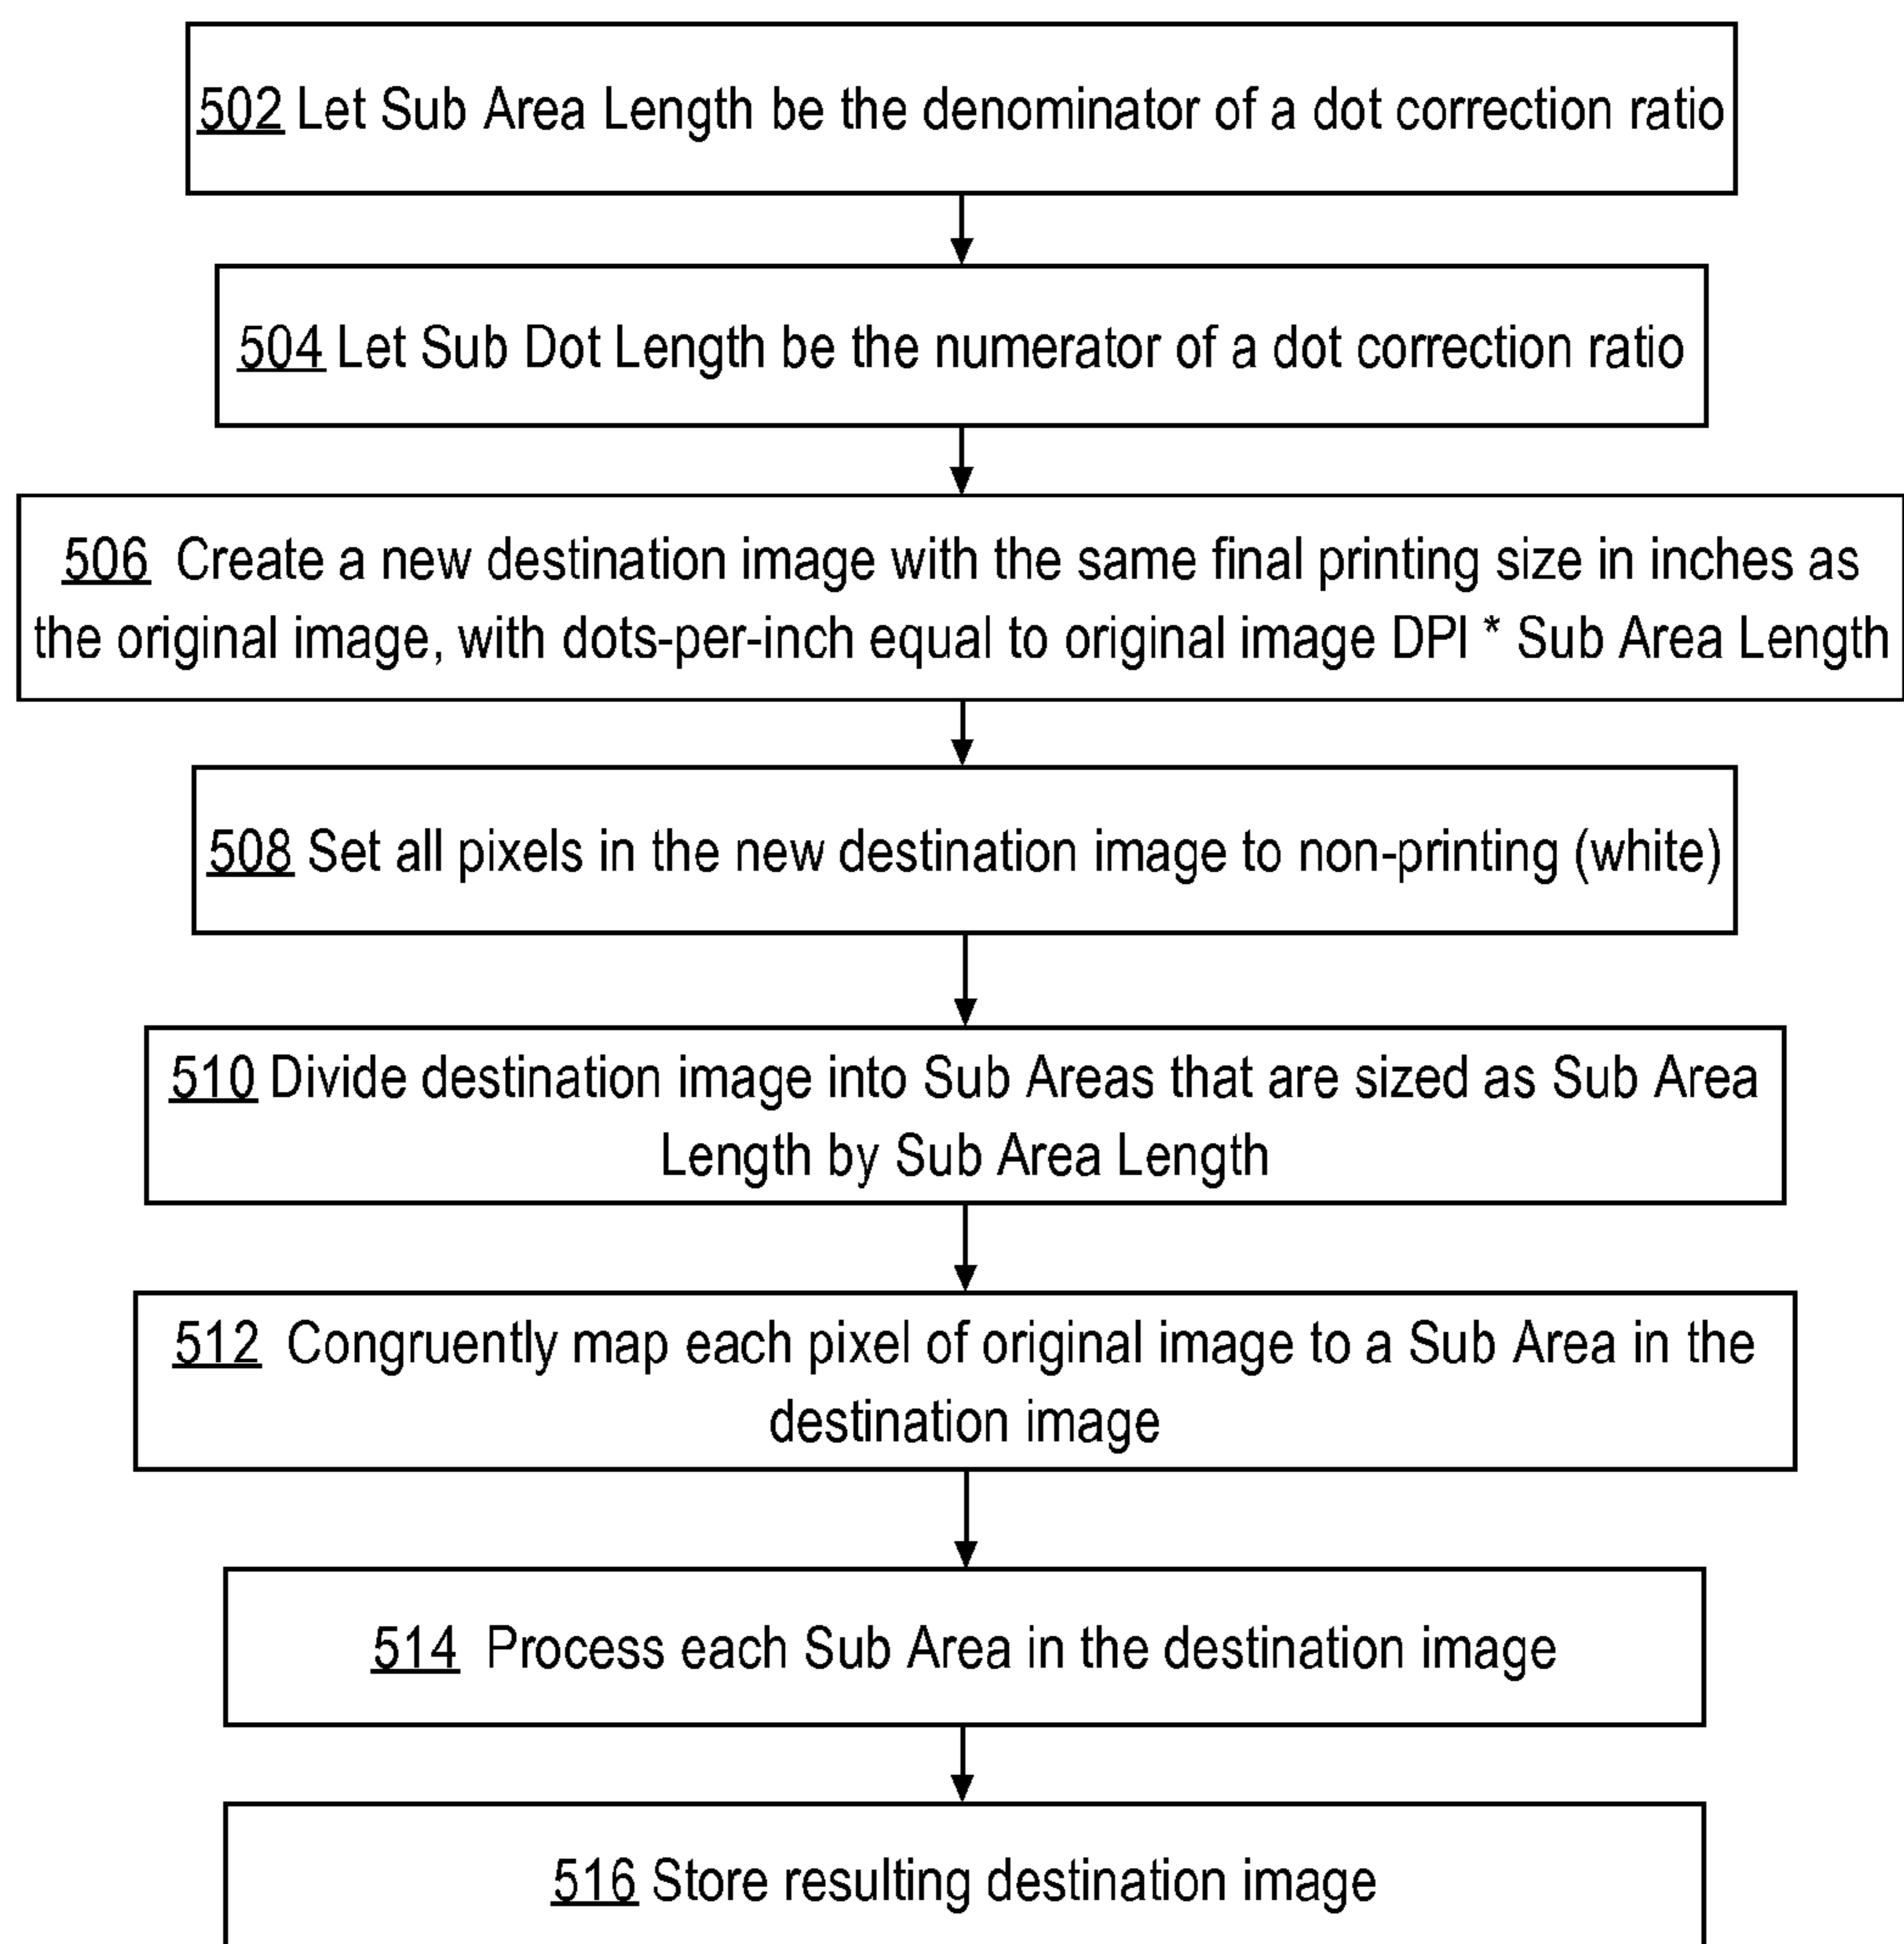 502 Let Sub Area Length be the denominator of a dot correction ratio
504 Let Sub Dot Length be the numerator of a dot correction ratio
506 Create a new destination image with the same final printing size in inches as
the original image, with dots-per-inch equal to original image DPI * Sub Area Length
508 Set all pixels in the new destination image to non-printing (white)
510 Divide destination image into Sub Areas that are sized as Sub Area
Length by Sub Area Length
512 Congruently map each pixel of original image to a Sub Area in the
destination image
514 Process each Sub Area in the destination image
516 Store resulting destination image